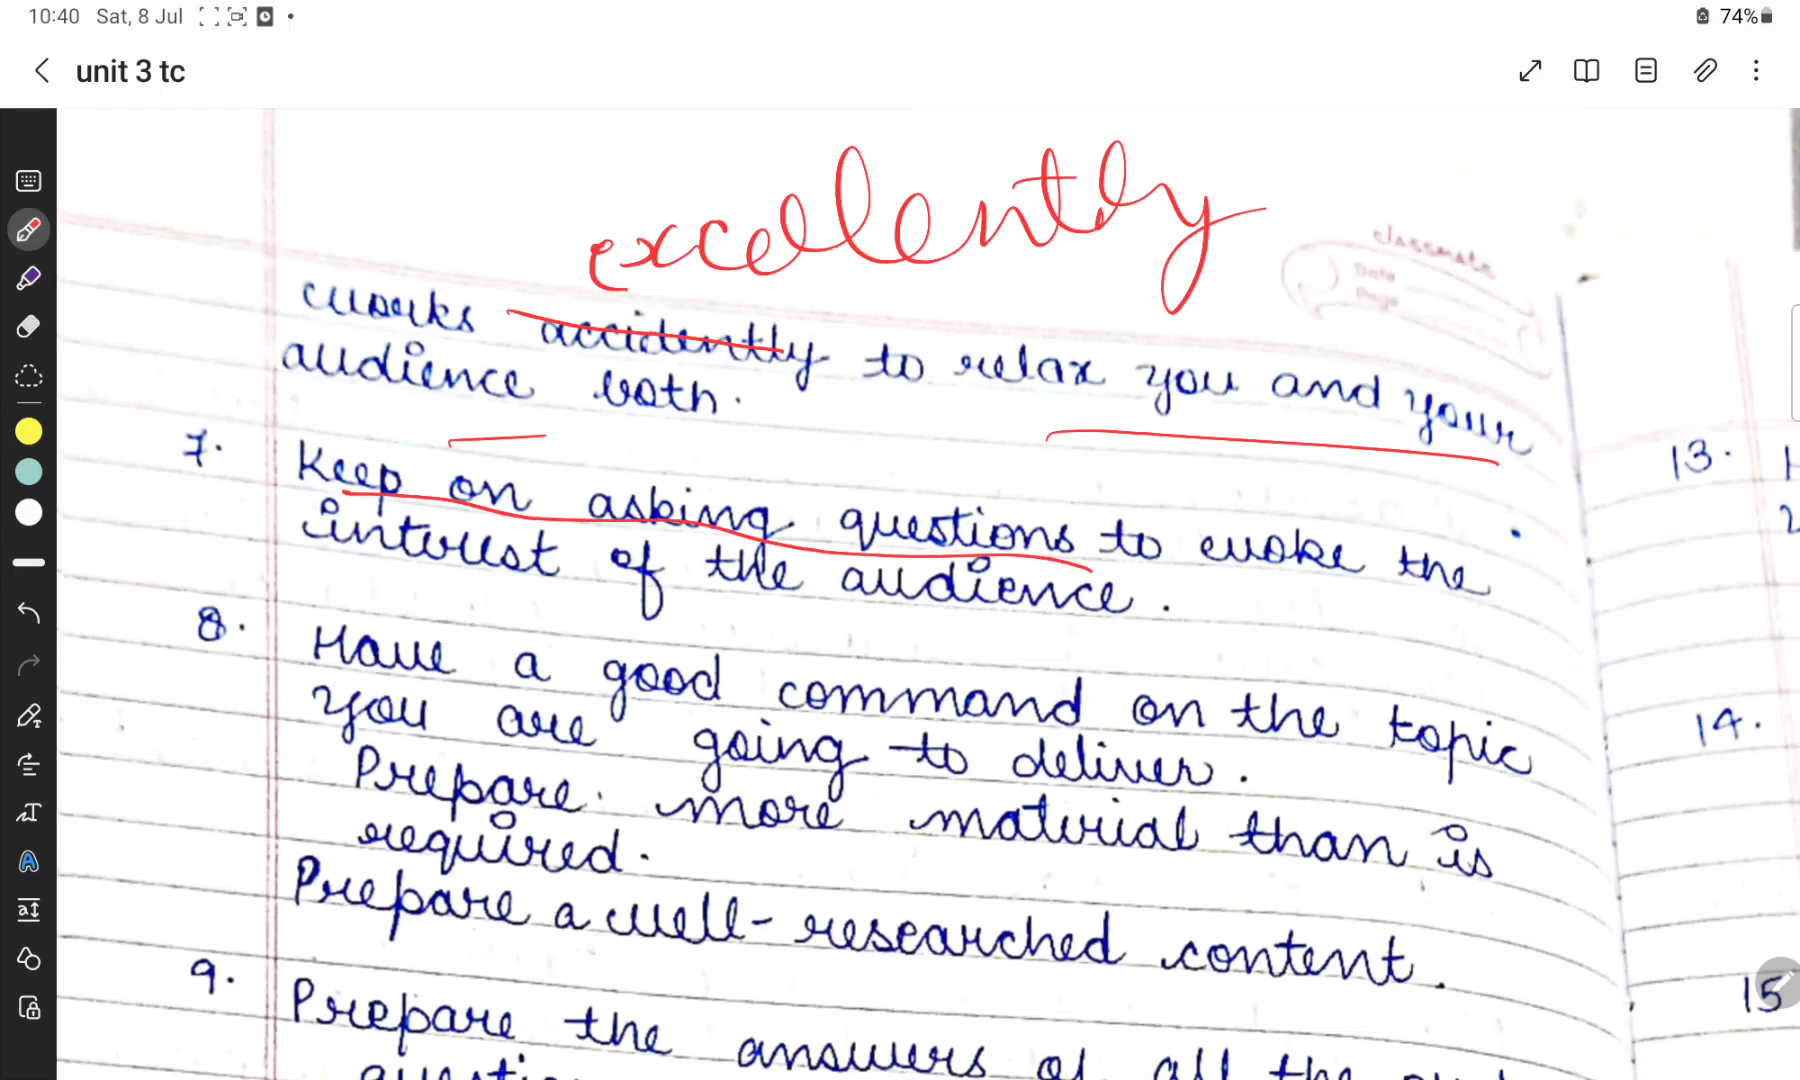 10:40 Sat, 8 Jul
74%
unit 3 tc
excellently
classmate
Date
Page
works accidently to relax you and your
audience both.
7. Keep on asking questions to evoke the
interest of the audience.
8. Have a good command on the topic
you are going to deliver.
Prepare. more material than is
required.
Prepare a well-researched content.
9. Prepare the answers of all the
13.
14.
15